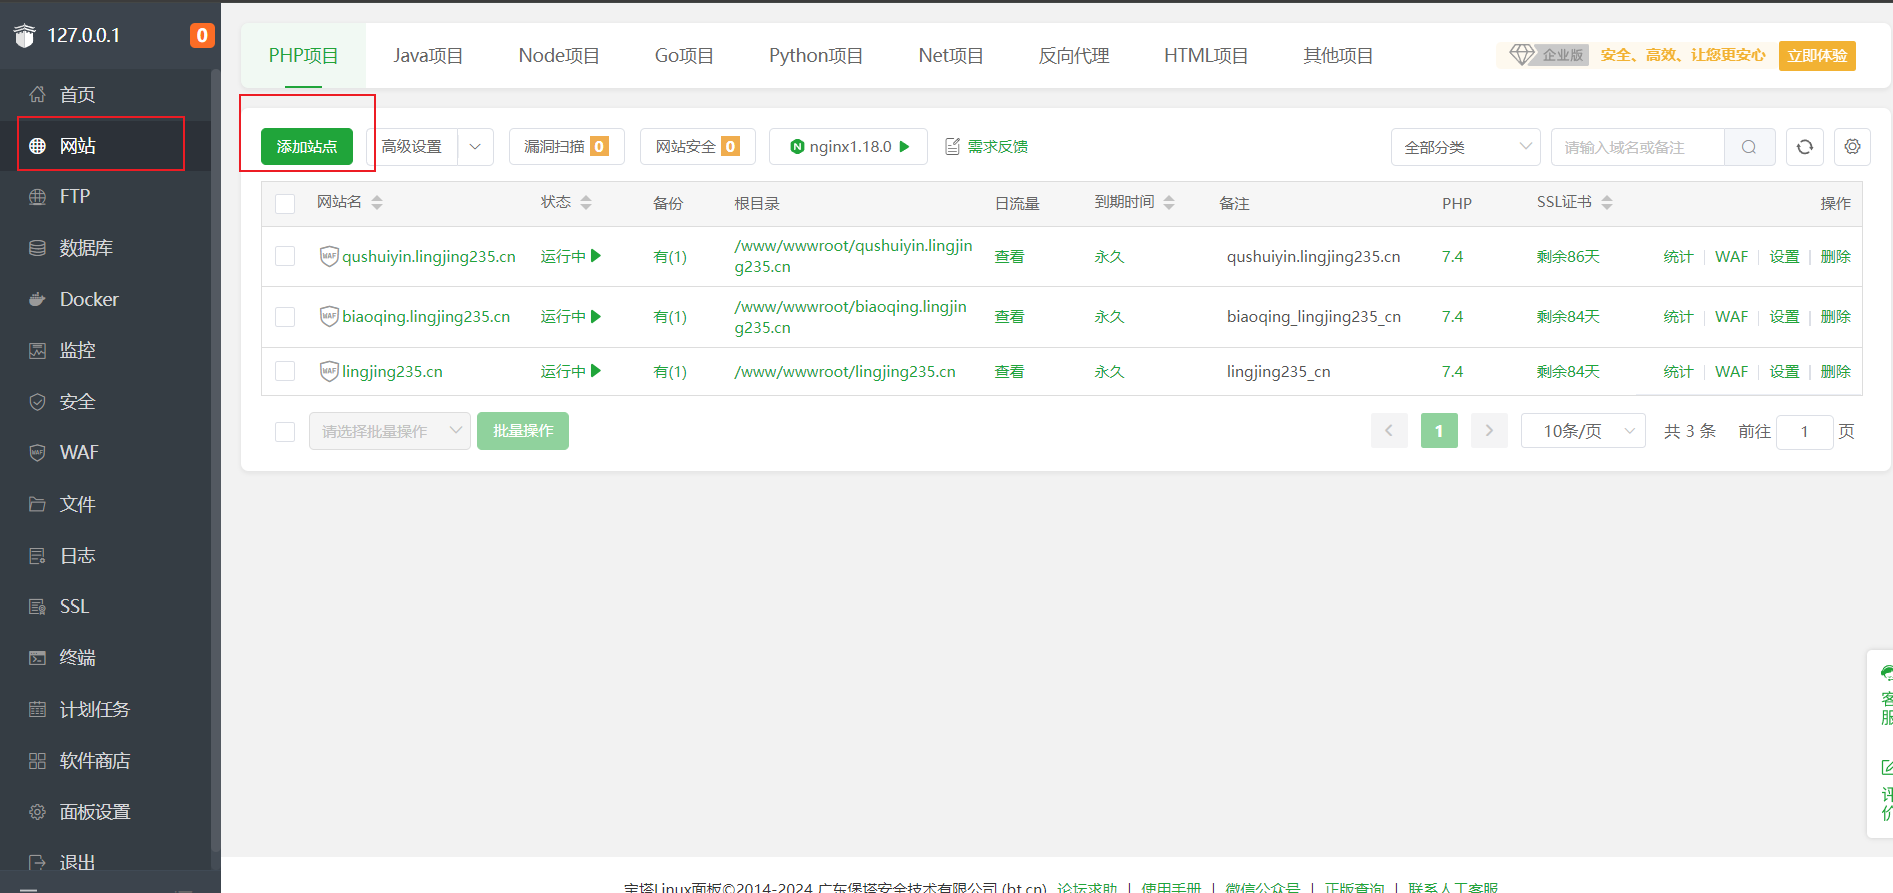 127.0.0.1 0
首页
网站
FTP
数据库
Docker
监控
安全
WAF
文件
日志
SSL
终端
计划任务
软件商店
面板设置
退出
PHP项目 Java项目 Node项目 Go项目 Python项目 Net项目 反向代理 HTML项目 其他项目 企业版 安全、高效、让您更安心 立即体验
添加站点 高级设置 漏洞扫描 0 网站安全 0 nginx1.18.0 需求反馈 全部分类 请输入域名或备注
网站名 状态 备份 根目录 日流量 到期时间 备注 PHP SSL证书 操作
WAF qushuiyin.lingjing235.cn 运行中 有(1) /www/wwwroot/qushuiyin.lingjin 查看 永久 qushuiyin.lingjing235.cn 7.4 剩余86天 统计 | WAF | 设置 | 删除
g235.cn
WAF biaoqing.lingjing235.cn 运行中 有(1) /www/wwwroot/biaoqing.lingjin 查看 永久 biaoqing_lingjing235_cn 7.4 剩余84天 统计 | WAF | 设置 | 删除
g235.cn
WAF lingjing235.cn 运行中 有(1) /www/wwwroot/lingjing235.cn 查看 永久 lingjing235_cn 7.4 剩余84天 统计 | WAF | 设置 | 删除
请选择批量操作 批量操作 1 10条/页 共 3 条 前往 1 页
客服
评价
宝塔Linux面板©2014-2024 广东堡塔安全技术有限公司 (bt.cn) 论坛求助 | 使用手册 | 微信公众号 | 正版查询 | 联系人工客服